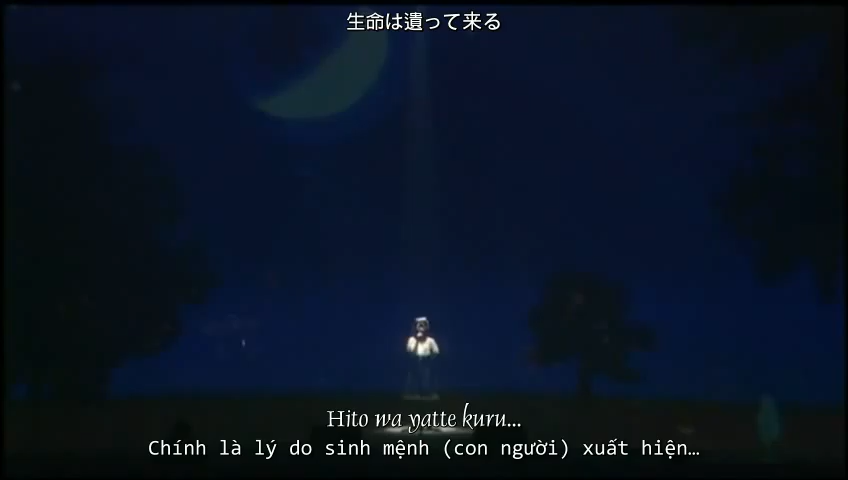 生命は遺って来る
Hito wa yatte kuru...
Chính là lý do sinh mệnh (con người) xuất hiện…